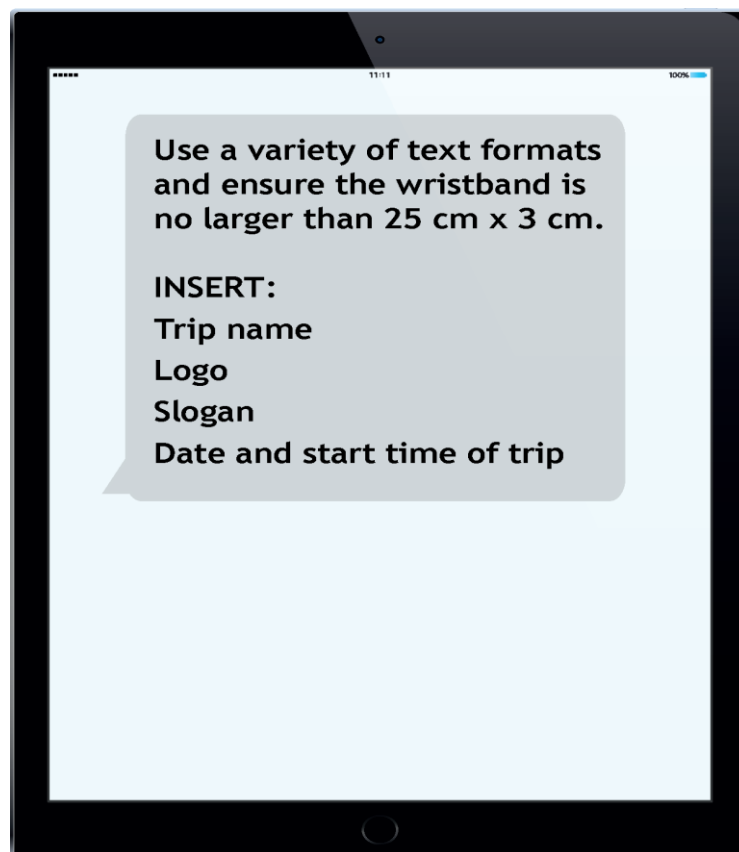 11:11
100%
Use a variety of text formats
and ensure the wristband is
no larger than 25 cm x 3 cm.
INSERT:
Trip name
Logo
Slogan
Date and start time of trip